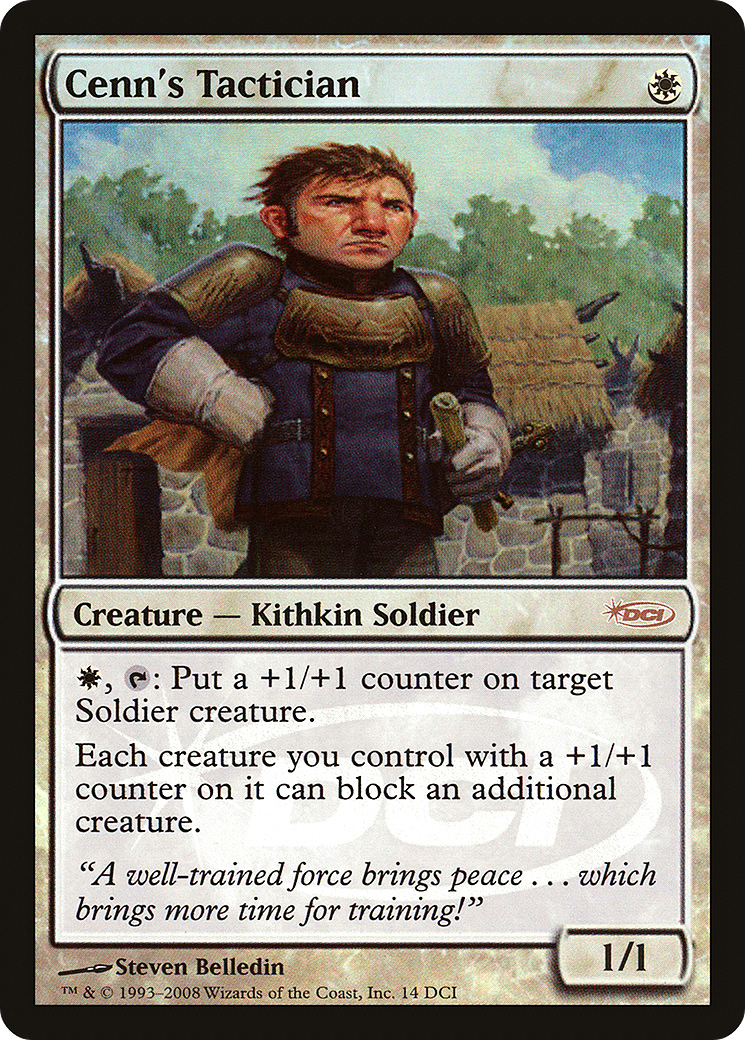 Cenn's Tactician
Creature — Kithkin Soldier
DCI
, : Put a +1/+1 counter on target
Soldier creature.
Each creature you control with a +1/+1
counter on it can block an additional
creature.
DCI
“A well-trained force brings peace . . . which
brings more time for training!”
1/1
Steven Belledin
™ & © 1993–2008 Wizards of the Coast, Inc. 14 DCI